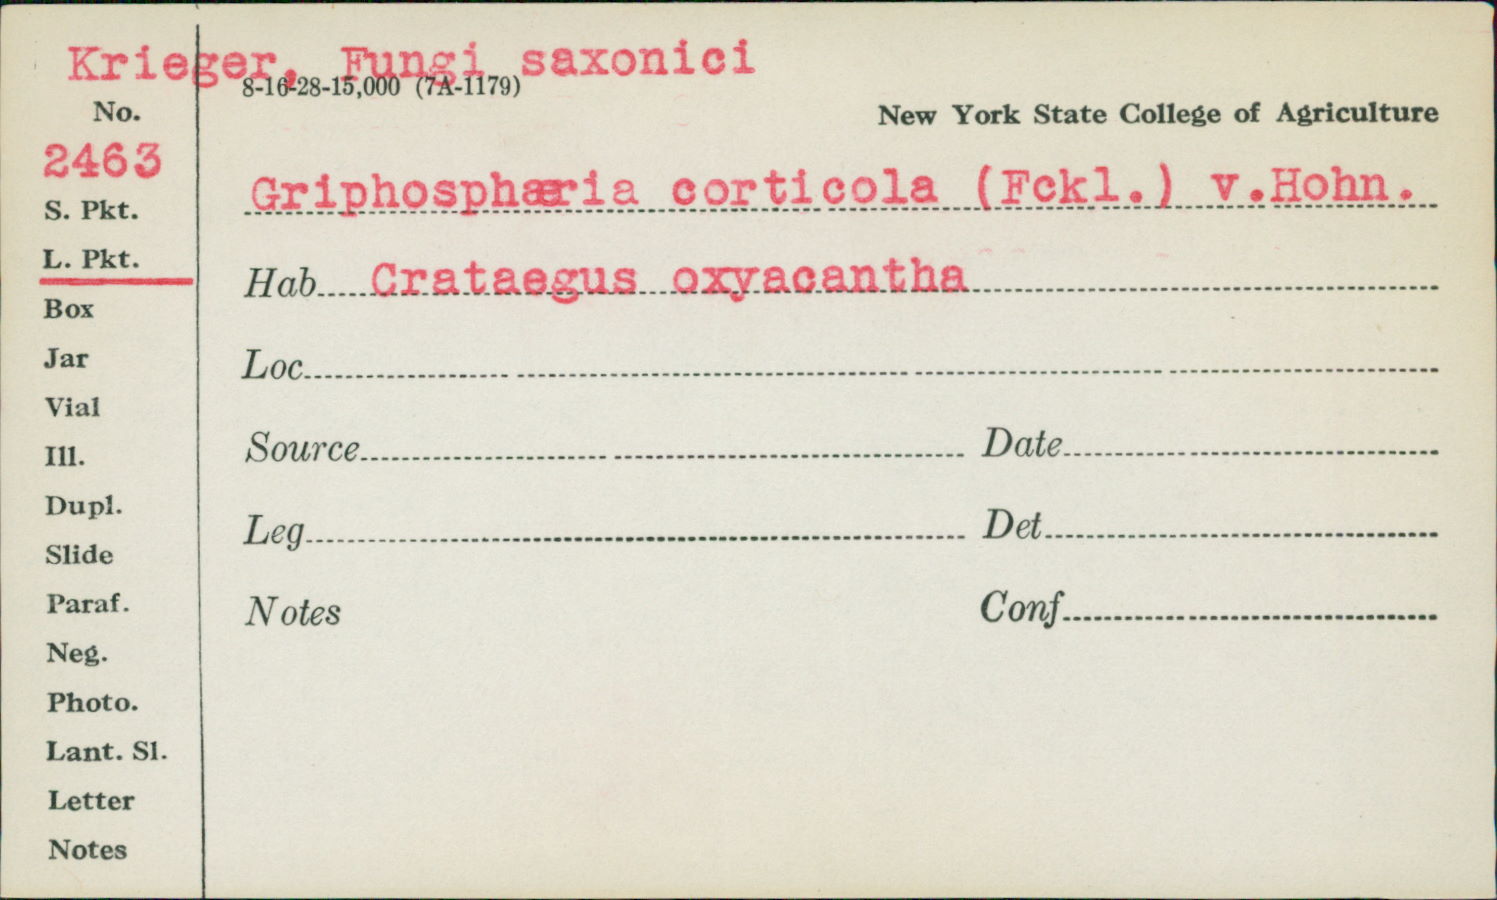 Krieger, Fungi saxonici
8-16-28-15,000 (7A-1179)
No.
New York State College of Agriculture
2463
Griphosphæria corticola (Fckl.) v.Hohn.
S. Pkt.
L. Pkt.
Hab Crataegus oxyacantha
Box
Jar
Loc
Vial
Ill.
Source Date
Dupl.
Slide
Leg Det
Paraf.
Notes Conf
Neg.
Photo.
Lant. Sl.
Letter
Notes